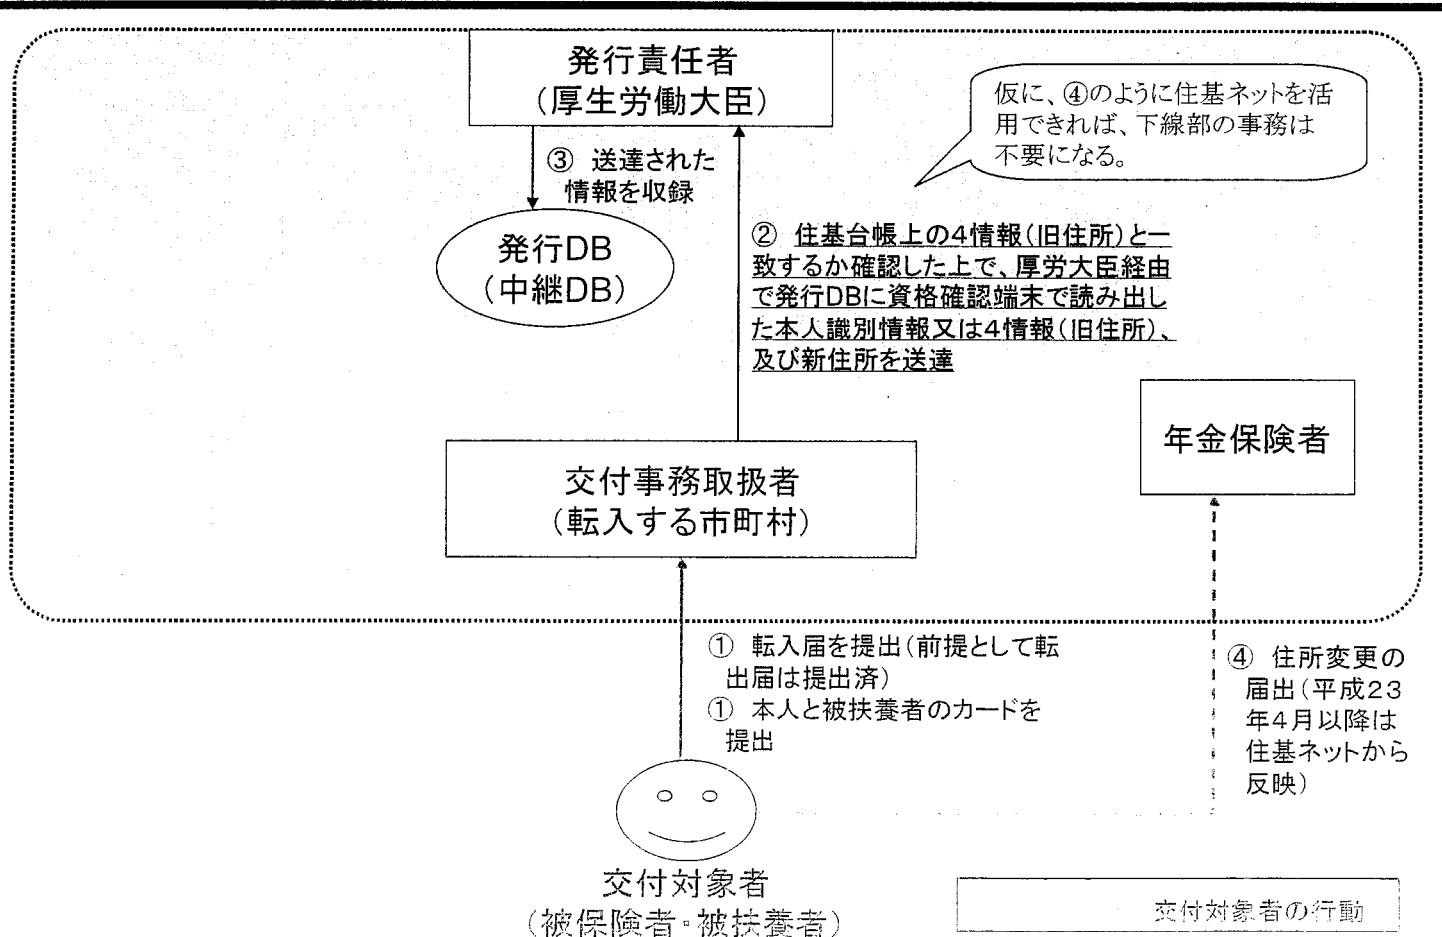 発行責任者
(厚生労働大臣)
仮に、④のように住基ネットを活
用できれば、下線部の事務は
不要になる。
③ 送達された
情報を収録
発行DB
(中継DB)
② 住基台帳上の4情報(旧住所)と一
致するか確認した上で、厚労大臣経由
で発行DBに資格確認端末で読み出し
た本人識別情報又は4情報(旧住所)、
及び新住所を送達
年金保険者
交付事務取扱者
(転入する市町村)
① 転入届を提出(前提として転
出届は提出済)
① 本人と被扶養者のカードを
提出
④ 住所変更の
届出(平成23
年4月以降は
住基ネットから
反映)
交付対象者
(被保険者・被扶養者)
交付対象者の行動